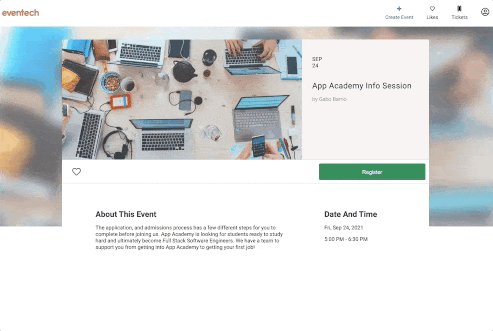 eventech
Create Event
Likes
Tickets
SEP
24
App Academy Info Session
by Gabo Barrio
Register
About This Event
Date And Time
The application, and admissions process has a few different steps for you to
complete before joining us. App Academy is looking for students ready to study
hard and ultimately become Full Stack Software Engineers. We have a team to
support you from getting into App Academy to getting your first job!
Fri, Sep 24, 2021
5:00 PM - 6:30 PM